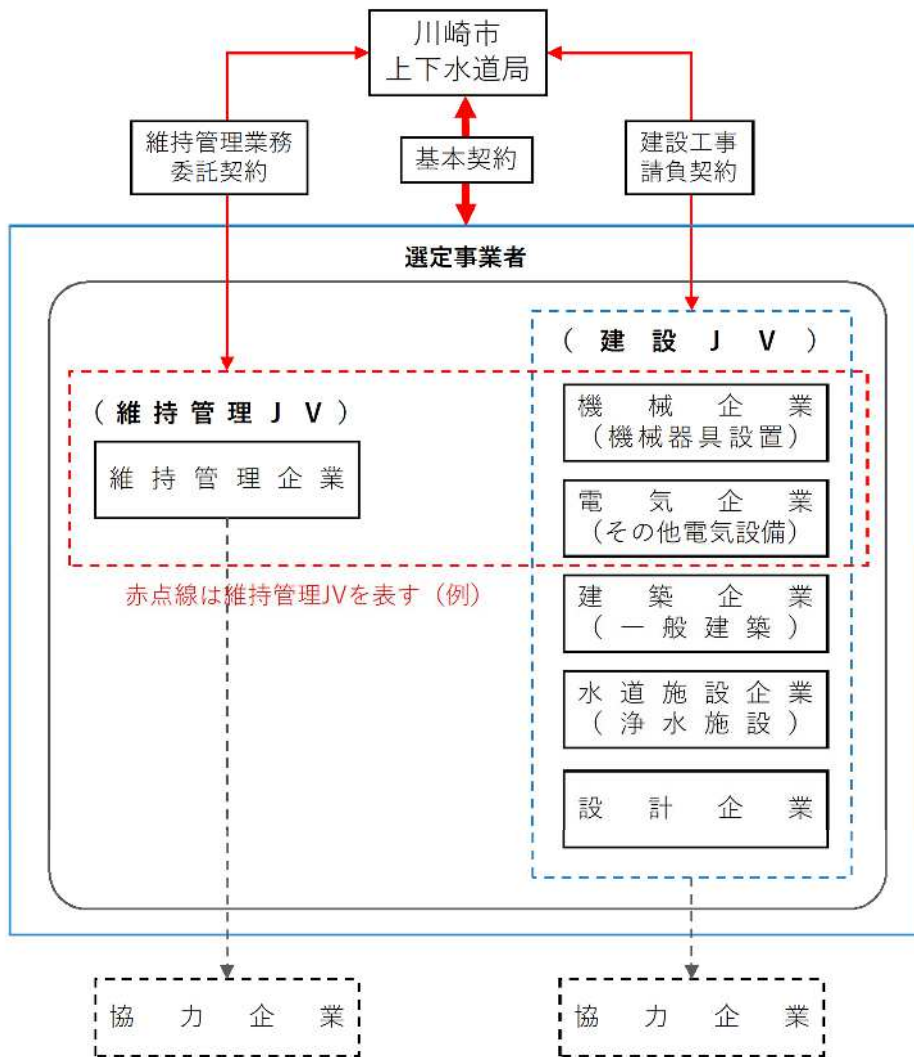 川崎市
上下水道局
維持管理業務
委託契約
基本契約
建設工事
請負契約
選定事業者
（建設ＪＶ）
（維持管理ＪＶ）
機械企業
（機械器具設置）
維持管理企業
電気企業
（その他電気設備）
赤点線は維持管理JVを表す（例）
建築企業
（一般建築）
水道施設企業
（浄水施設）
設計企業
協力企業
協力企業